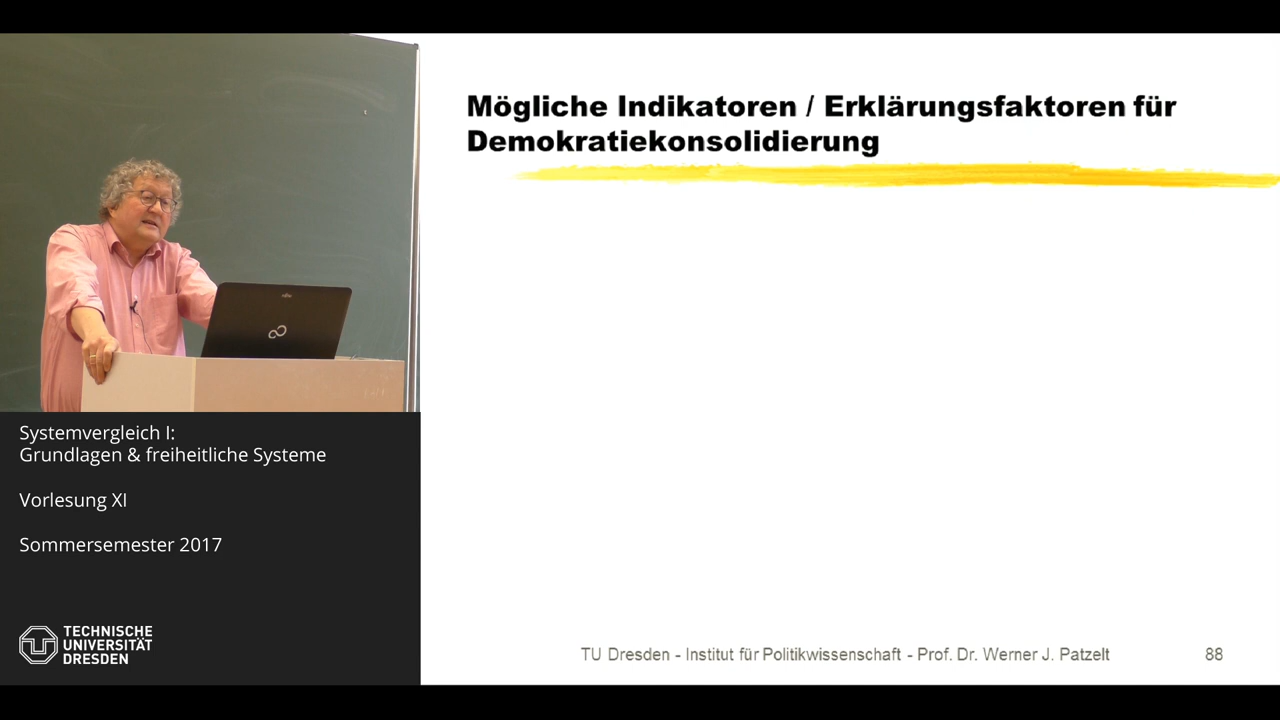 Mögliche Indikatoren / Erklärungsfaktoren für
Demokratiekonsolidierung
Systemvergleich I:
Grundlagen & freiheitliche Systeme
Vorlesung XI
Sommersemester 2017
TECHNISCHE
UNIVERSITÄT
DRESDEN
TU Dresden - Institut für Politikwissenschaft - Prof. Dr. Werner J. Patzelt
88